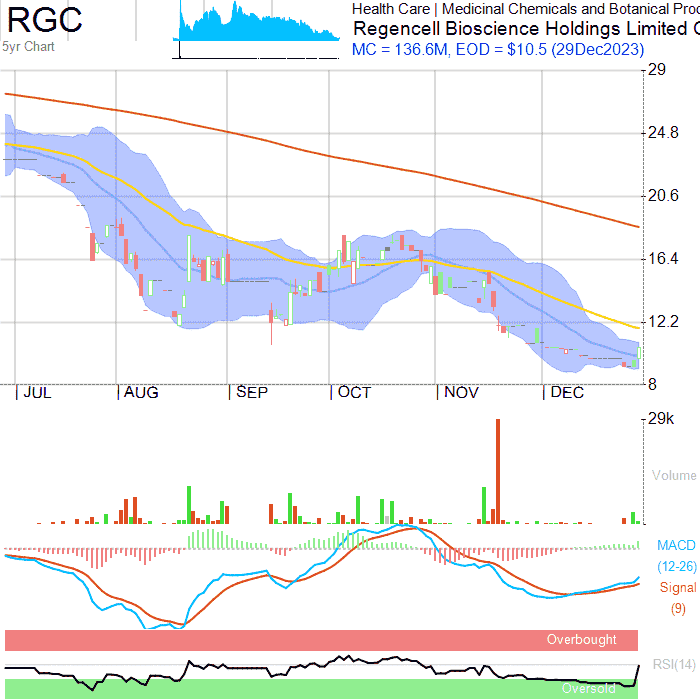 RGC
5yr Chart
Health Care | Medicinal Chemicals and Botanical
Regencell Bioscience Holdings Limited
MC = 136.6M, EOD = $10.5 (29Dec2023)
29
24.8
20.6
16.4
12.2
8
JUL AUG SEP OCT NOV DEC
29k
Volume
MACD
(12-26)
Signal
(9)
Overbought
RSI(14)
Oversold